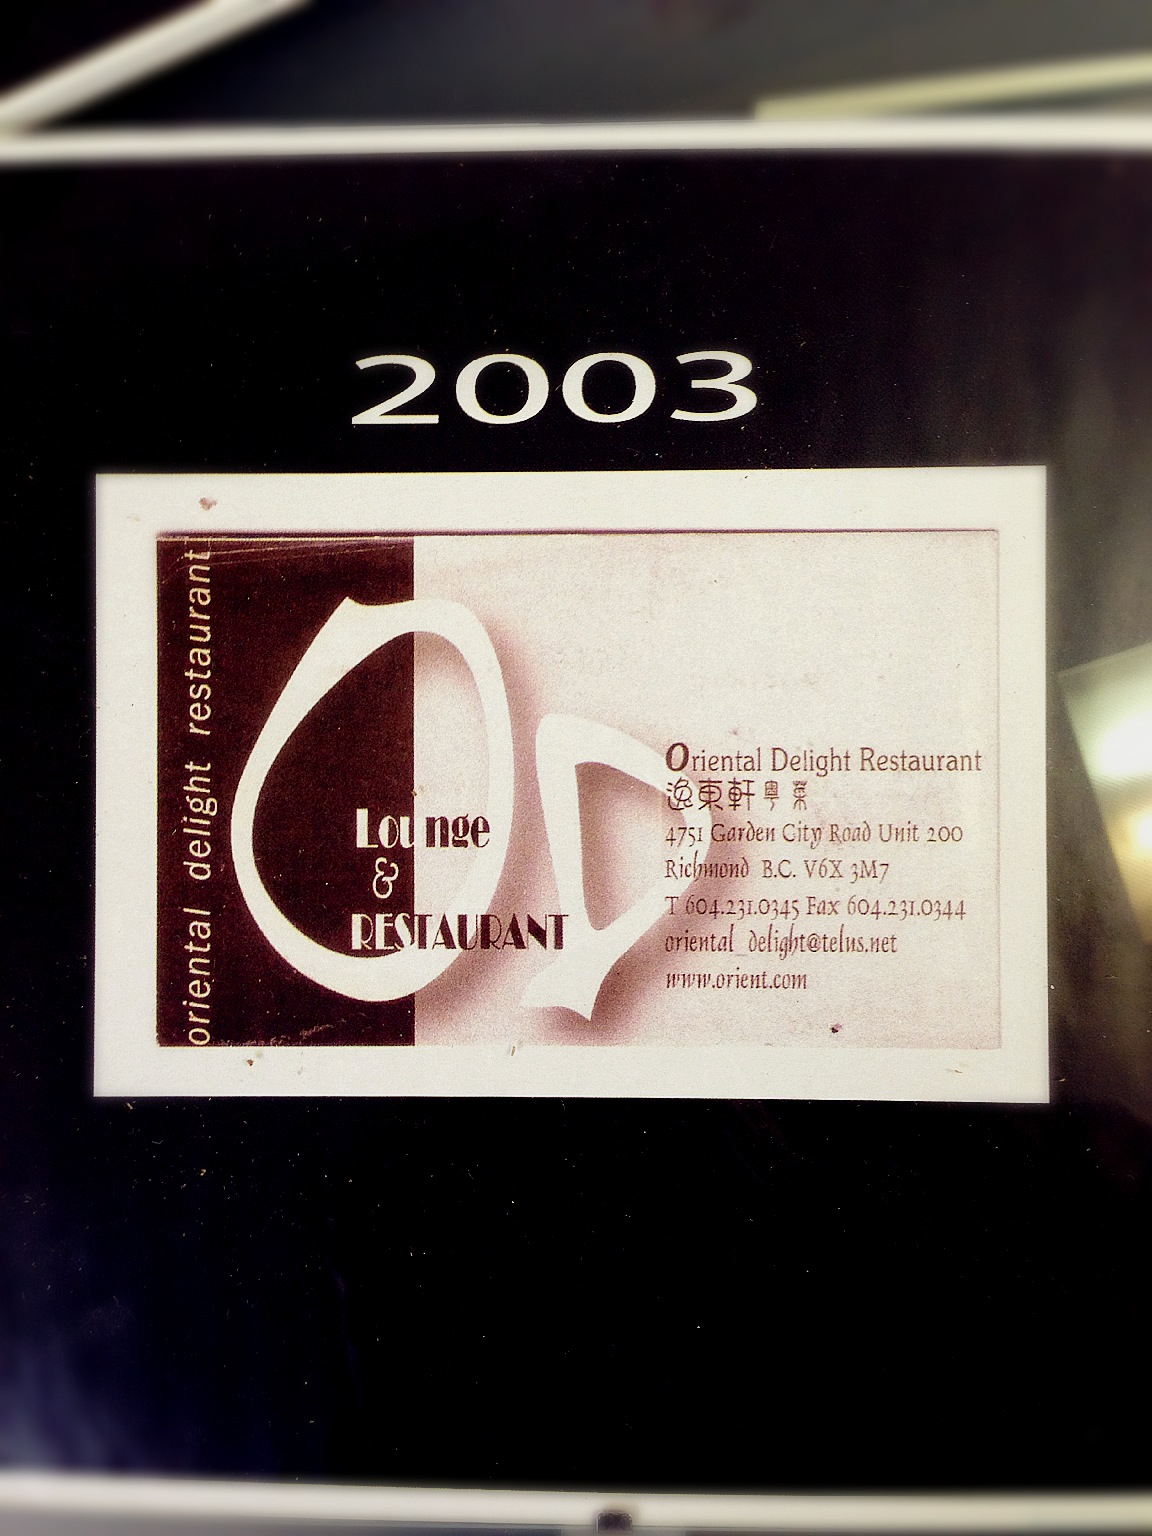 2003
oriental delight restaurant
Lounge
&
RESTAURANT
Oriental Delight Restaurant
逸東軒粵菜
4751 Garden City Road Unit 200
Richmond B.C. V6X 3M7
T 604.231.0345 Fax 604.231.0344
oriental_delight@telus.net
www.orient.com